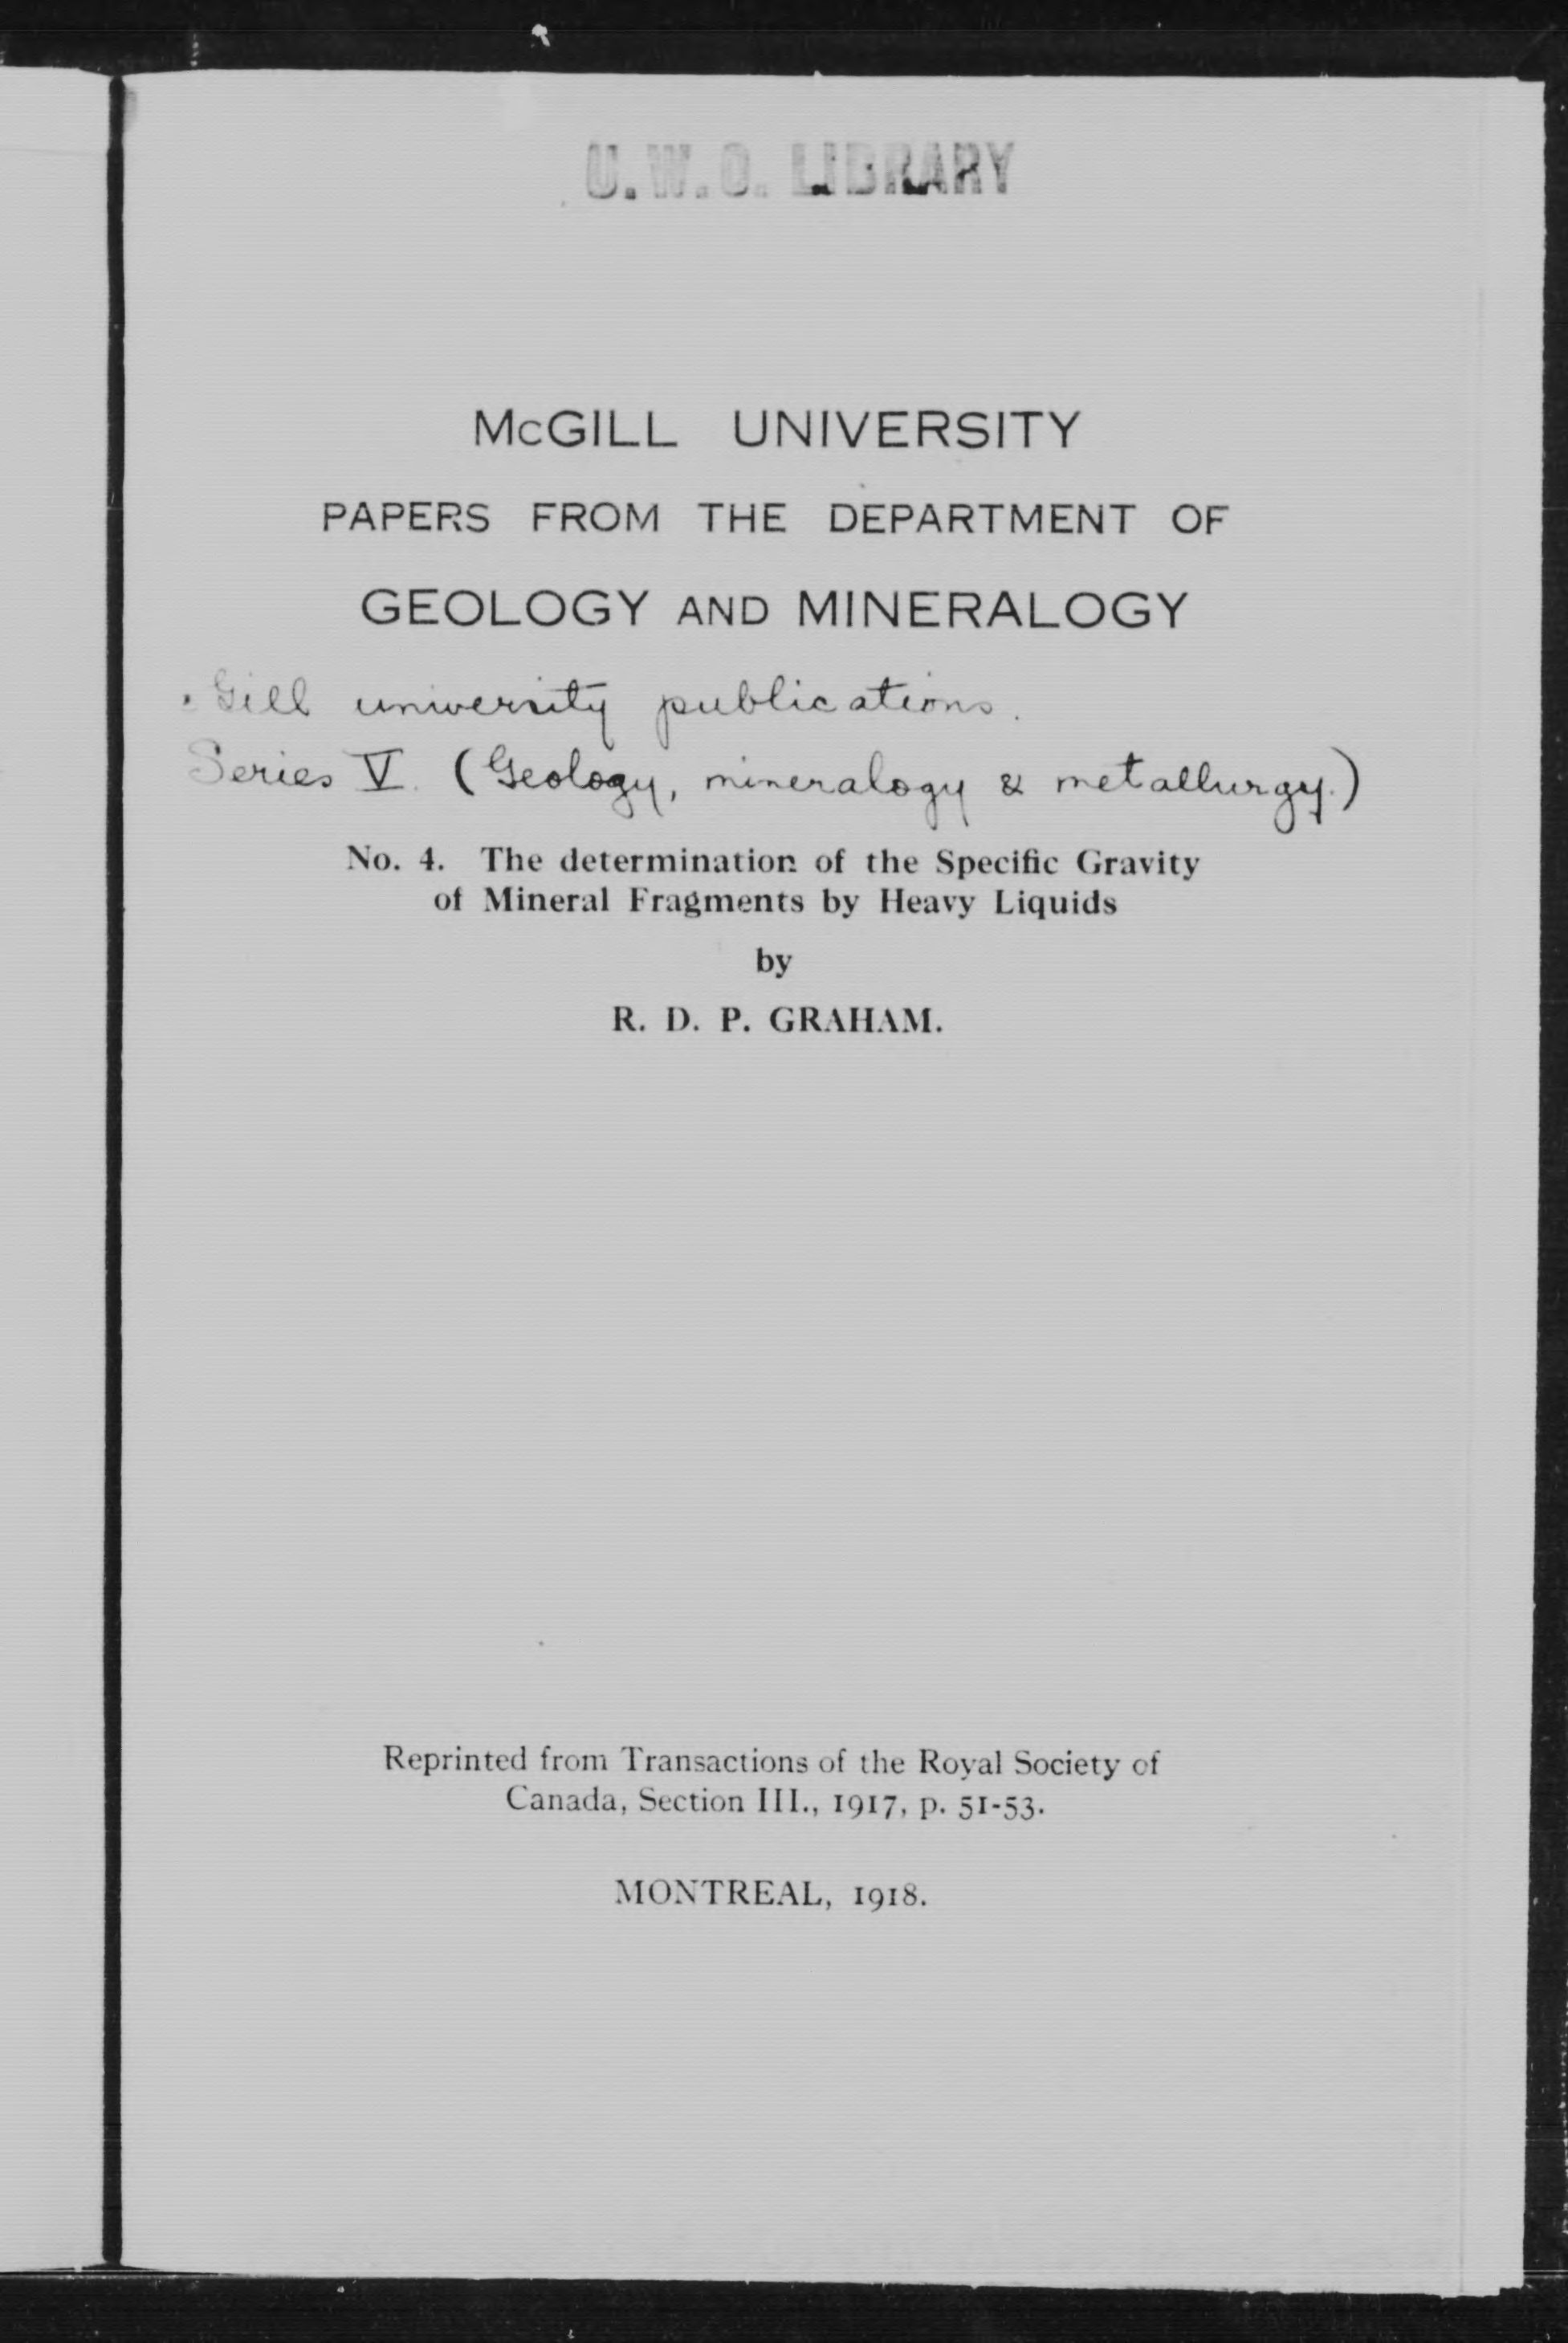 U.W.O. LIBRARY
McGILL UNIVERSITY
PAPERS FROM THE DEPARTMENT OF
GEOLOGY AND MINERALOGY
Gill university publications.
Series V. (Geology, mineralogy & metallurgy.)
No. 4. The determination of the Specific Gravity
of Mineral Fragments by Heavy Liquids
by
R. D. P. GRAHAM.
Reprinted from Transactions of the Royal Society of
Canada, Section III., 1917, p. 51-53.
MONTREAL, 1918.